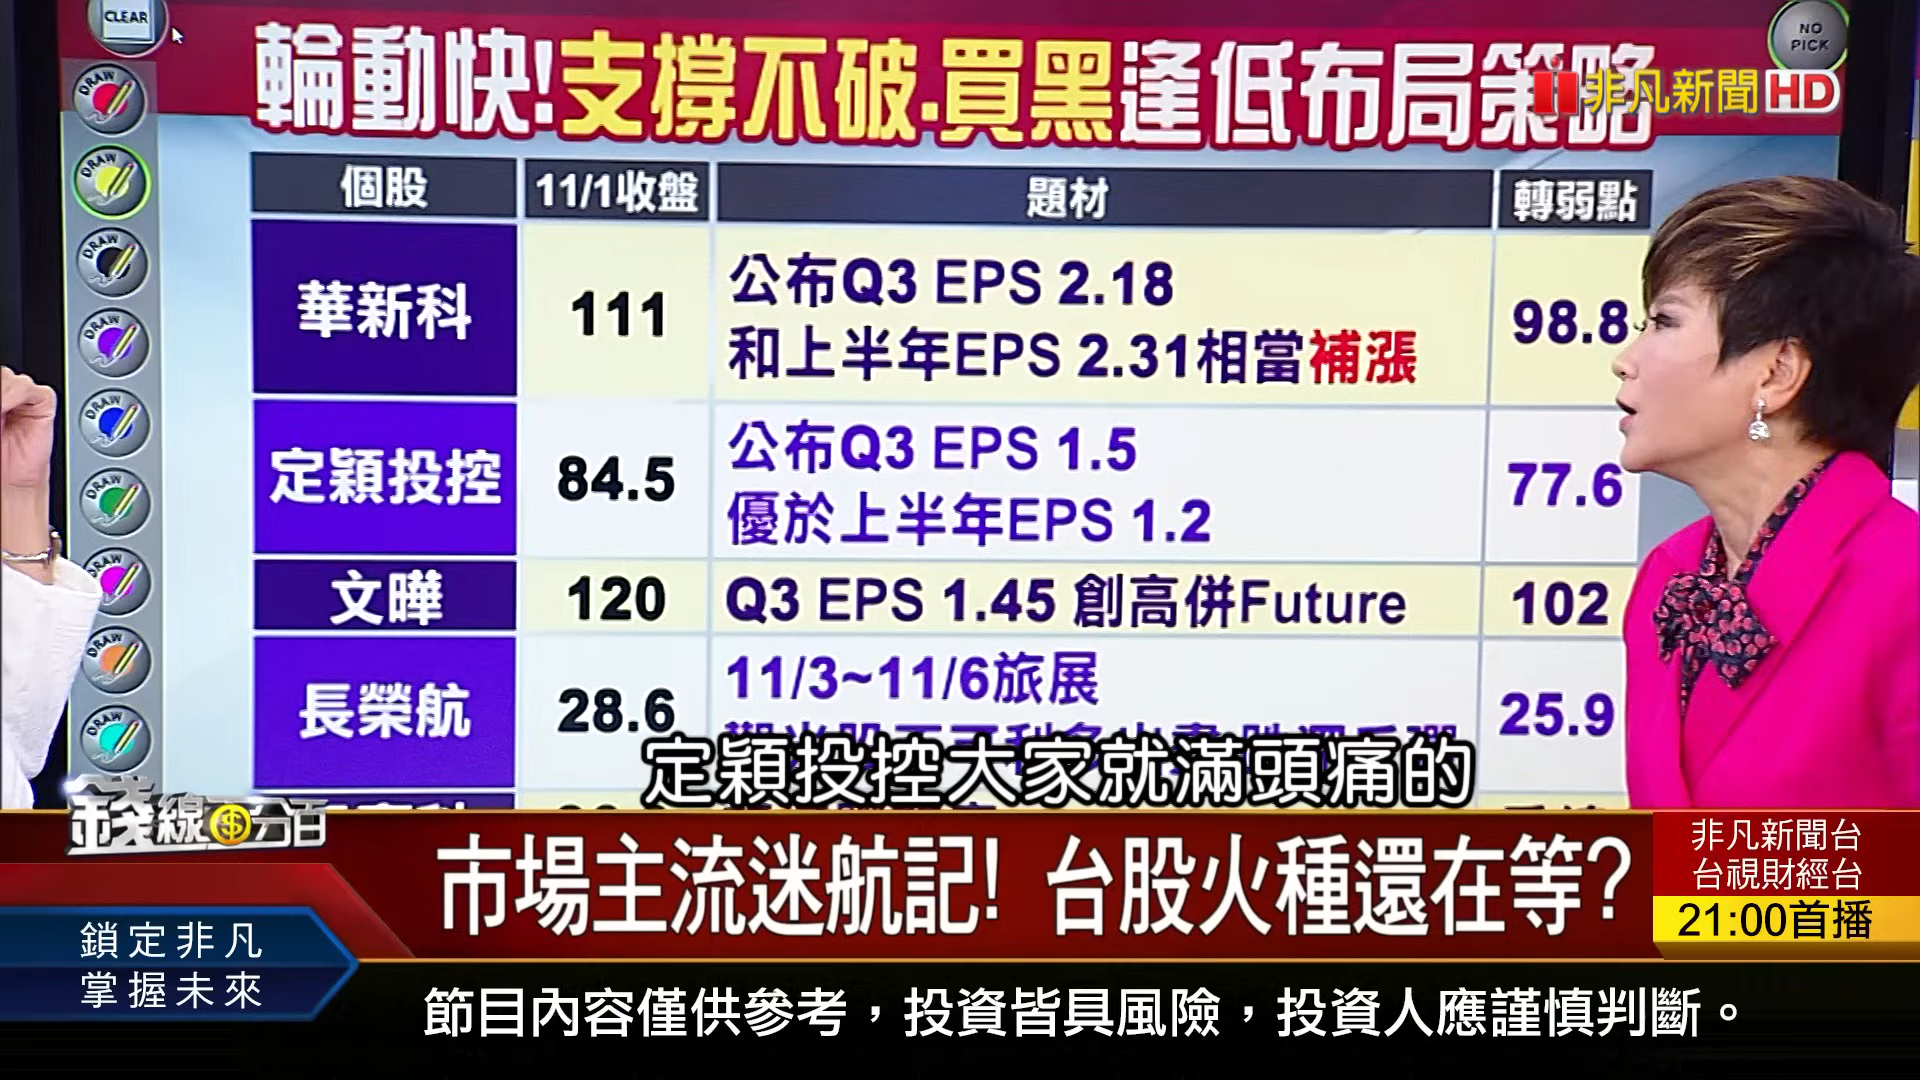 CLEAR
NO
PICK
輪動快!支撐不破.買黑逢低布局策略
非凡新聞HD
DRAW
DRAW
DRAW
DRAW
DRAW
DRAW
DRAW
DRAW
DRAW
個股 11/1收盤 題材 轉弱點
華新科 111 公布Q3 EPS 2.18
和上半年EPS 2.31相當補漲 98.8
定穎投控 84.5 公布Q3 EPS 1.5
優於上半年EPS 1.2 77.6
文曄 120 Q3 EPS 1.45 創高併Future 102
長榮航 28.6 11/3~11/6旅展 25.9
定穎投控大家就滿頭痛的
錢線百分百
市場主流迷航記! 台股火種還在等?
非凡新聞台
台視財經台
21:00首播
鎖定非凡
掌握未來
節目內容僅供參考，投資皆具風險，投資人應謹慎判斷。